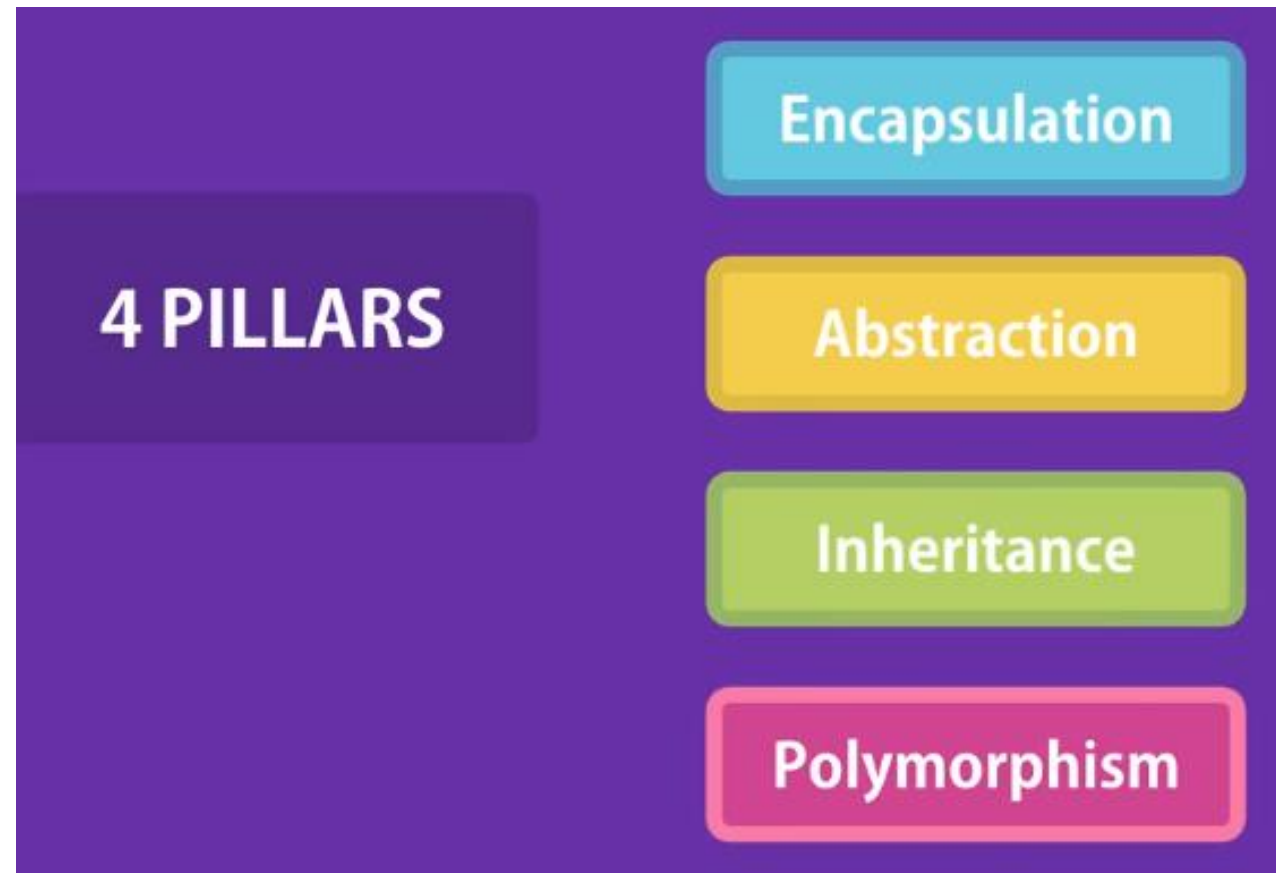 4 PILLARS
Encapsulation
Abstraction
Inheritance
Polymorphism